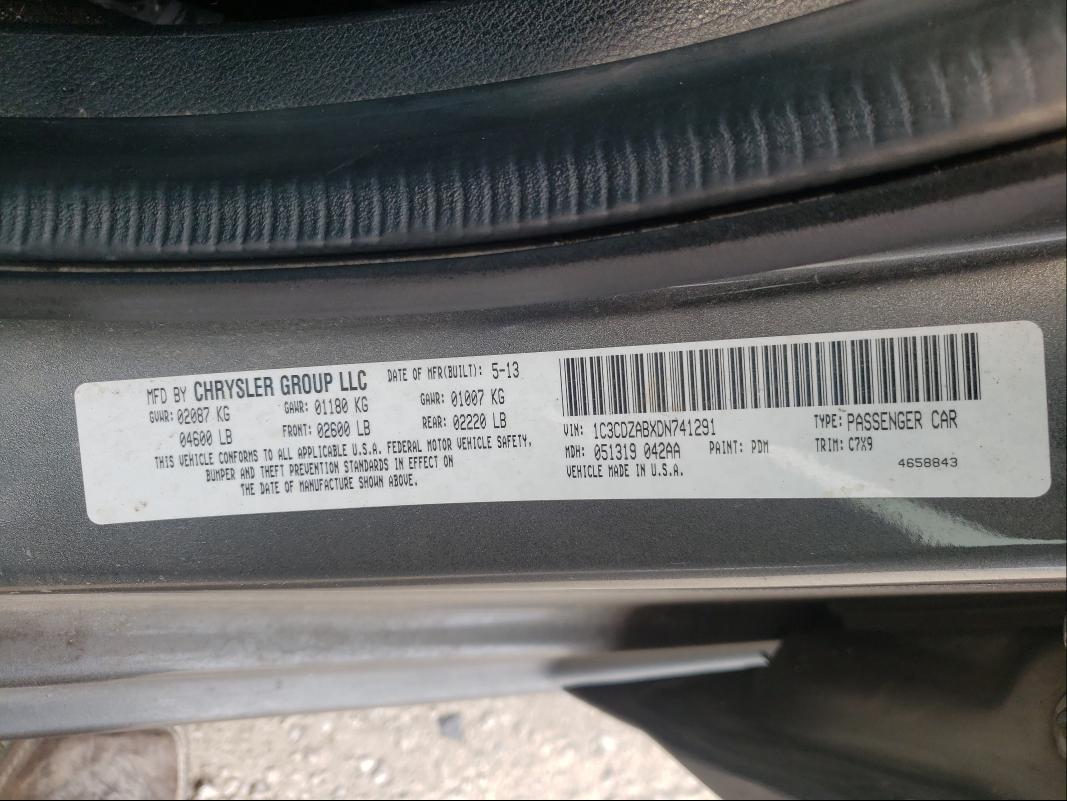 MFD BY CHRYSLER GROUP LLC DATE OF MFR(BUILT): 5-13
GVWR: 02087 KG GAWR: 01180 KG GAWR: 01007 KG
04600 LB FRONT: 02600 LB REAR: 02220 LB
THIS VEHICLE CONFORMS TO ALL APPLICABLE U.S.A. FEDERAL MOTOR VEHICLE SAFETY,
BUMPER AND THEFT PREVENTION STANDARDS IN EFFECT ON
THE DATE OF MANUFACTURE SHOWN ABOVE.
VIN: 1C3CDZABXDN741291 TYPE: PASSENGER CAR
MDH: 051319 042AA PAINT: PDM TRIM: C7X9
VEHICLE MADE IN U.S.A. 4658843